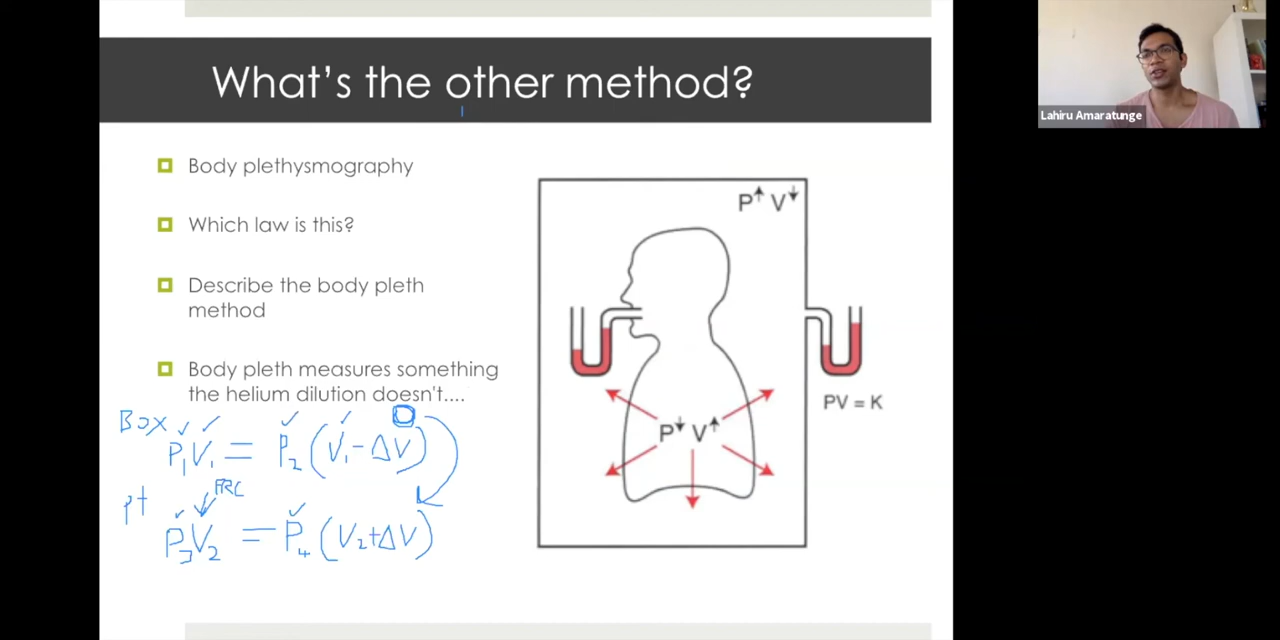 What's the other method?
Lahiru Amaratunge
Body plethysmography
Which law is this?
Describe the body pleth
method
Body pleth measures something
the helium dilution doesn't....
Box
P₁V₁ = P₂(V₁-ΔV)
pt FRC
P₃V₂ = P₄(V₂+ΔV)
P↑ V↓
P↓ V↑
PV = K